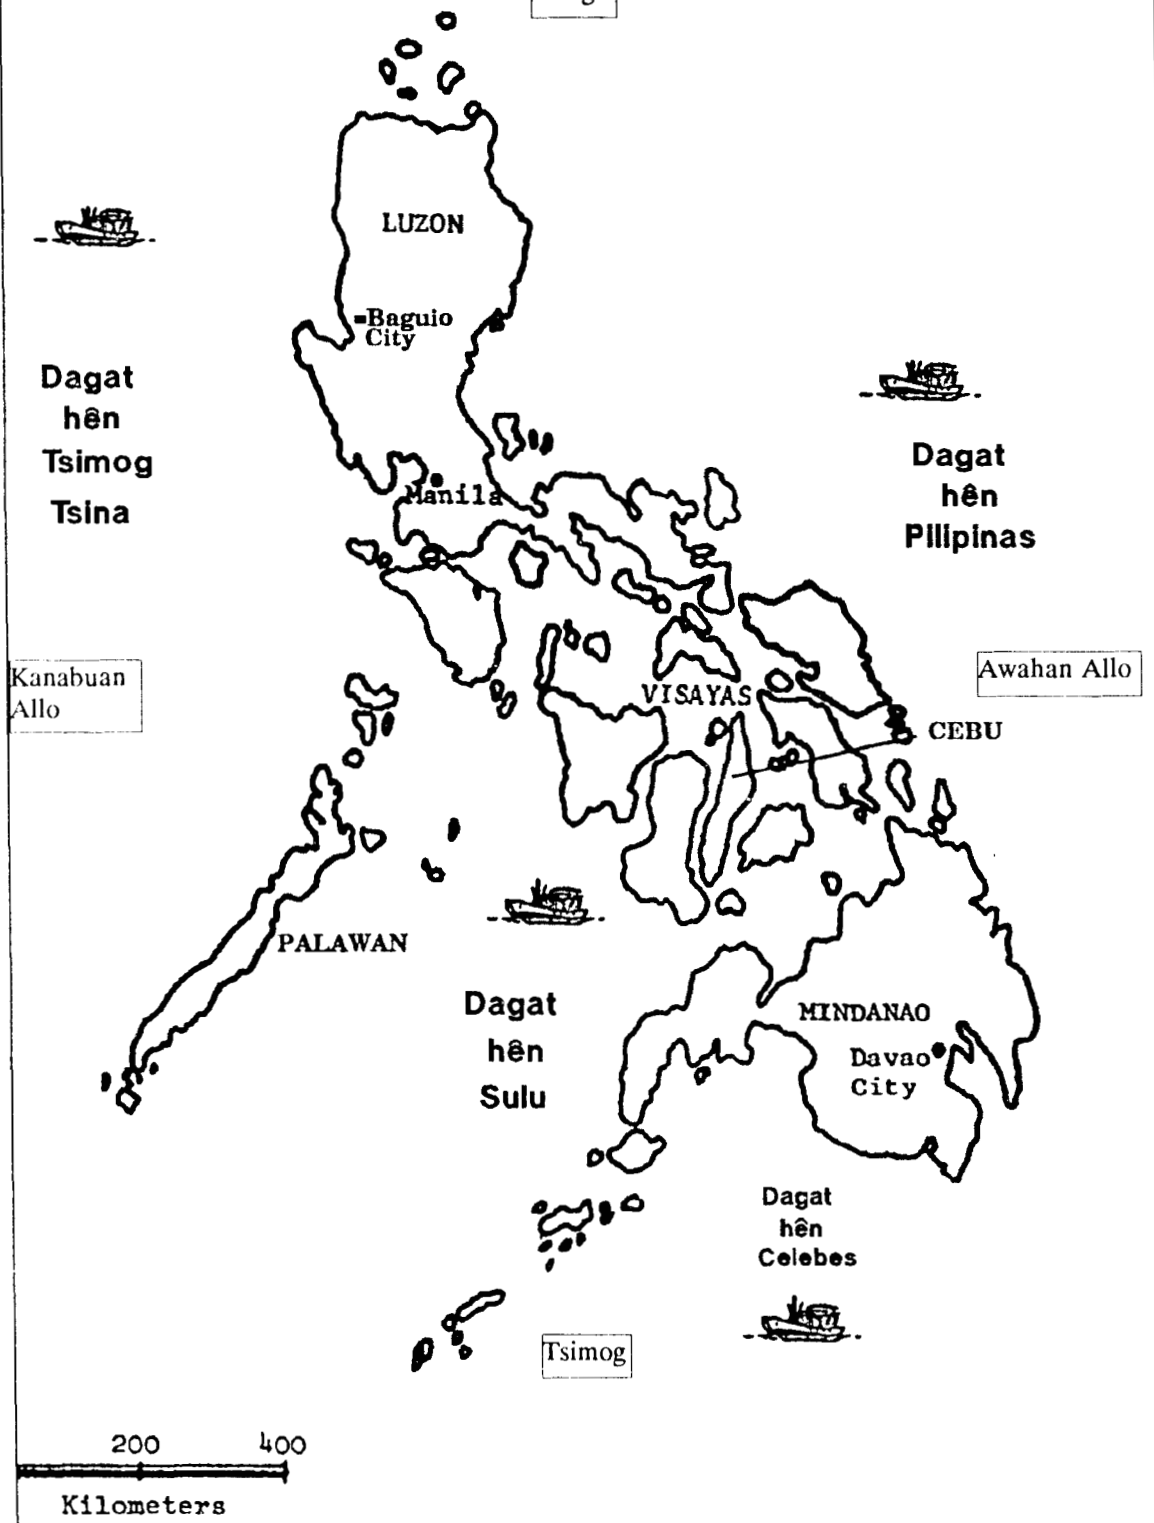 LUZON
Baguio
City
Dagat
hên
Tsimog
Tsina
Dagat
hên
Pilipinas
Manila
Kanabuan
Allo
Awahan Allo
VISAYAS
CEBU
PALAWAN
MINDANAO
Davao
City
Dagat
hên
Sulu
Dagat
hên
Celebes
Tsimog
200 400
Kilometers